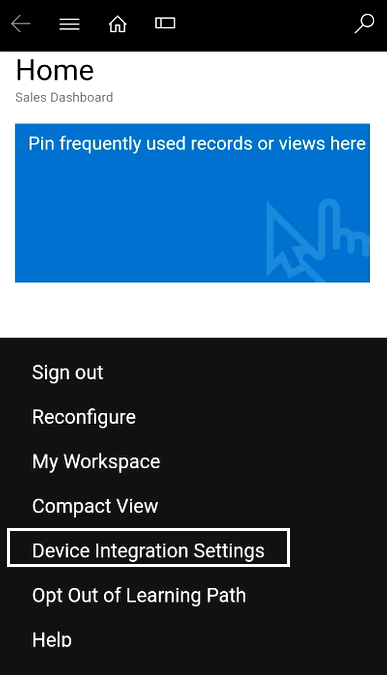 Home
Sales Dashboard
Pin frequently used records or views here
Sign out
Reconfigure
My Workspace
Compact View
Device Integration Settings
Opt Out of Learning Path
Help